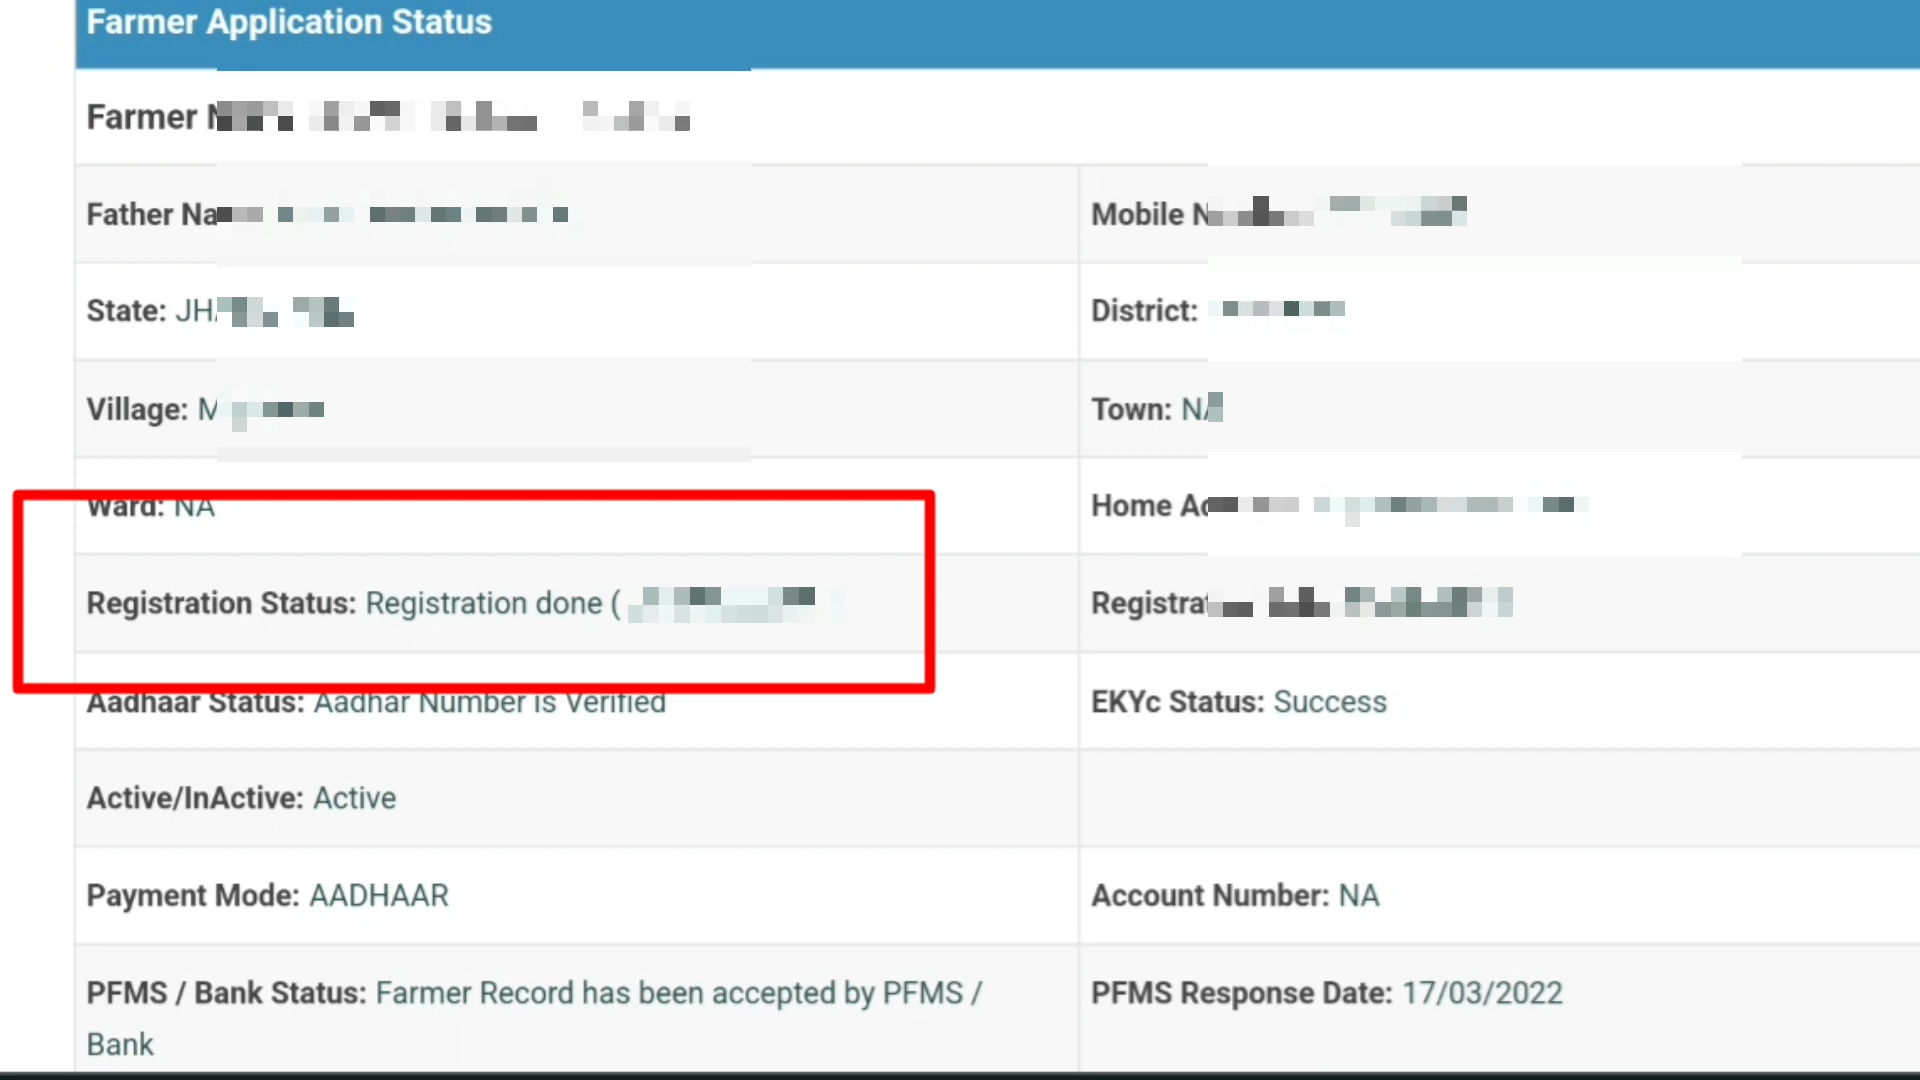 Farmer Application Status
Farmer
Father
Mobile
State:
District:
Village:
Town:
Ward: NA
Home
Registration Status: Registration done (
Aadhaar Status: Aadhar Number is Verified
EKYc Status: Success
Active/InActive: Active
Payment Mode: AADHAAR
Account Number: NA
PFMS / Bank Status: Farmer Record has been accepted by PFMS /
Bank
PFMS Response Date: 17/03/2022